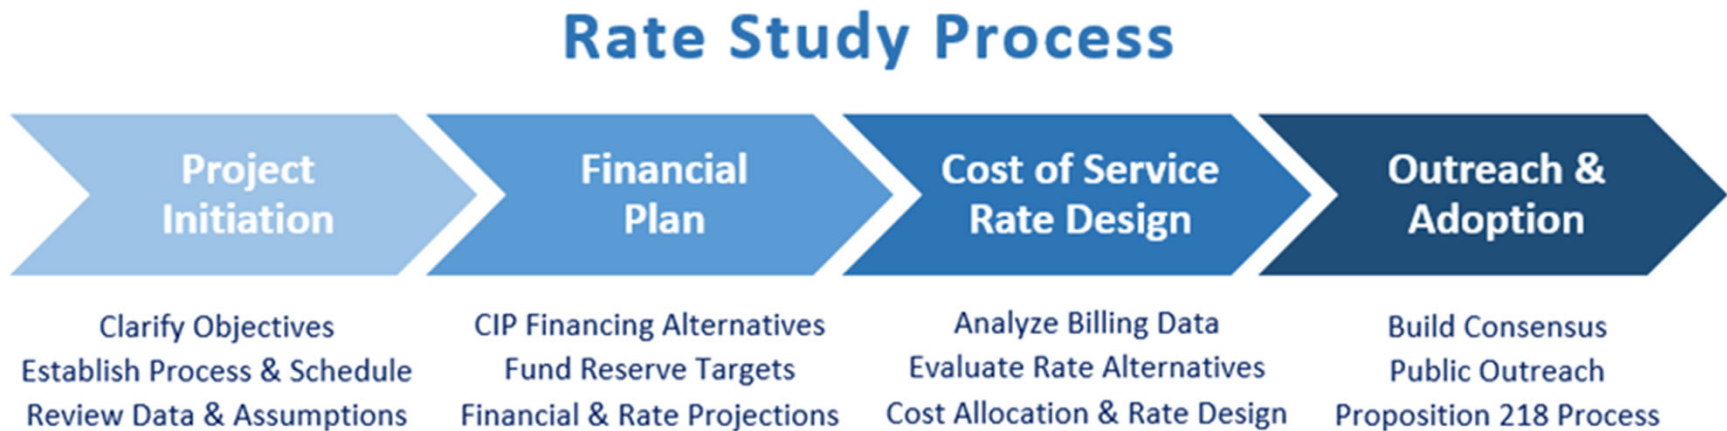 Rate Study Process
Project
Initiation
Financial
Plan
Cost of Service
Rate Design
Outreach &
Adoption
Clarify Objectives
Establish Process & Schedule
Review Data & Assumptions
CIP Financing Alternatives
Fund Reserve Targets
Financial & Rate Projections
Analyze Billing Data
Evaluate Rate Alternatives
Cost Allocation & Rate Design
Build Consensus
Public Outreach
Proposition 218 Process